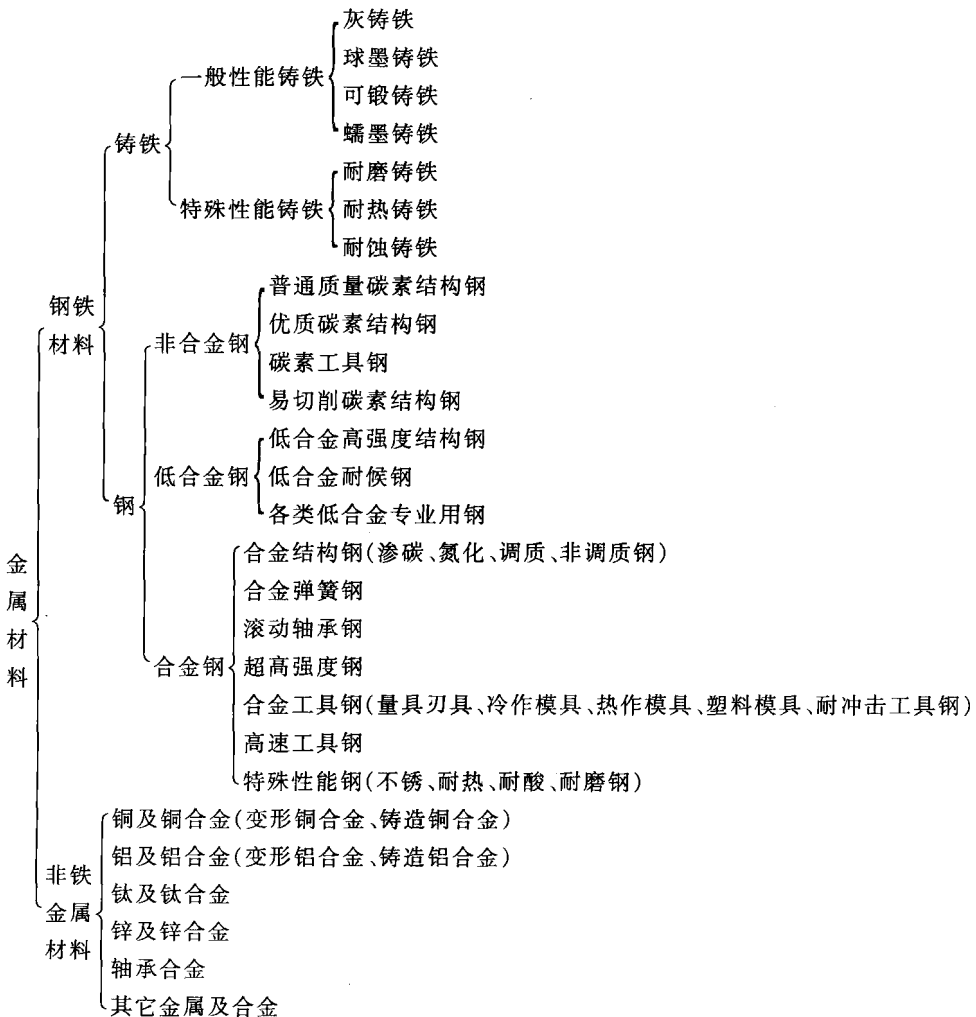 灰铸铁
球墨铸铁
一般性能铸铁
可锻铸铁
蠕墨铸铁
铸铁
耐磨铸铁
特殊性能铸铁
耐热铸铁
耐蚀铸铁
普通质量碳素结构钢
钢铁
材料
优质碳素结构钢
非合金钢
碳素工具钢
易切削碳素结构钢
低合金高强度结构钢
低合金钢
低合金耐候钢
钢
各类低合金专业用钢
合金结构钢(渗碳、氮化、调质、非调质钢)
金
属
材
料
合金弹簧钢
滚动轴承钢
合金钢
超高强度钢
合金工具钢(量具刃具、冷作模具、热作模具、塑料模具、耐冲击工具钢)
高速工具钢
特殊性能钢(不锈、耐热、耐酸、耐磨钢)
铜及铜合金(变形铜合金、铸造铜合金)
铝及铝合金(变形铝合金、铸造铝合金)
非铁
金属
材料
钛及钛合金
锌及锌合金
轴承合金
其它金属及合金